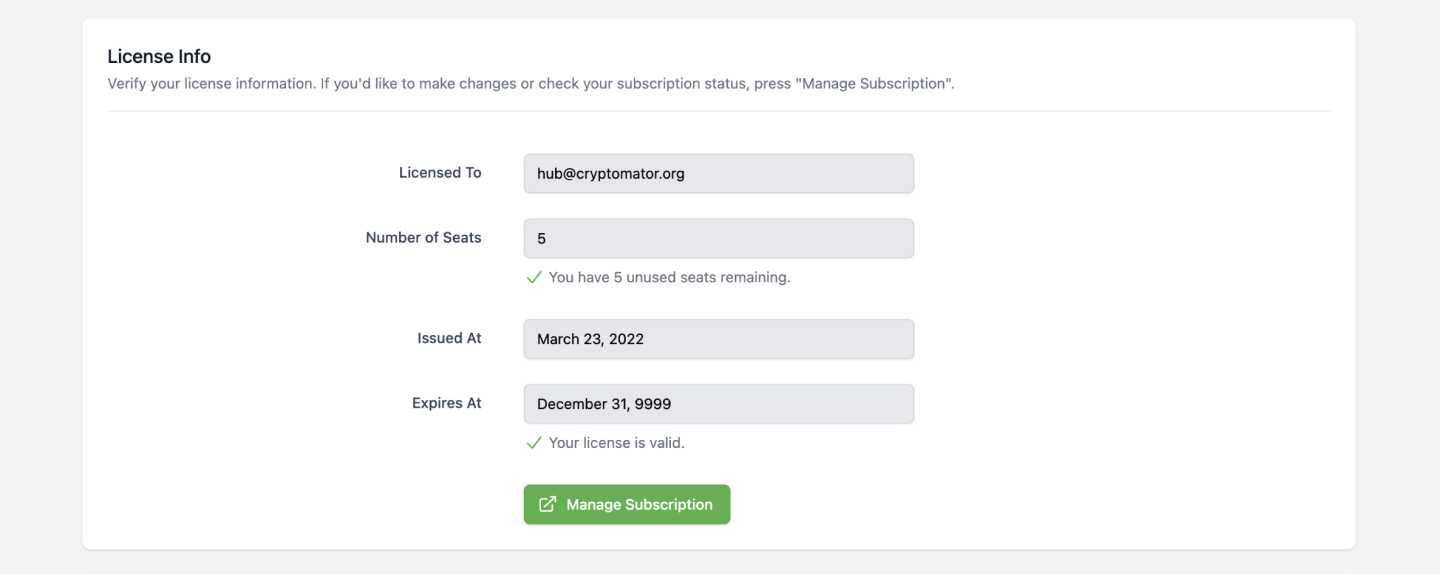 License Info
Verify your license information. If you'd like to make changes or check your subscription status, press "Manage Subscription".
Licensed To
hub@cryptomator.org
Number of Seats
5
You have 5 unused seats remaining.
Issued At
March 23, 2022
Expires At
December 31, 9999
Your license is valid.
Manage Subscription